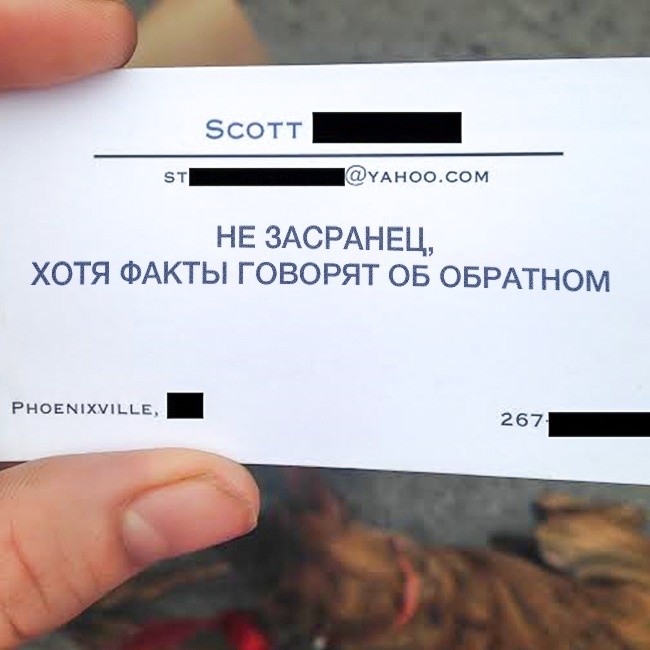 SCOTT
ST @YAHOO.COM
НЕ ЗАСРАНЕЦ,
ХОТЯ ФАКТЫ ГОВОРЯТ ОБ ОБРАТНОМ
PHOENIXVILLE,
267-